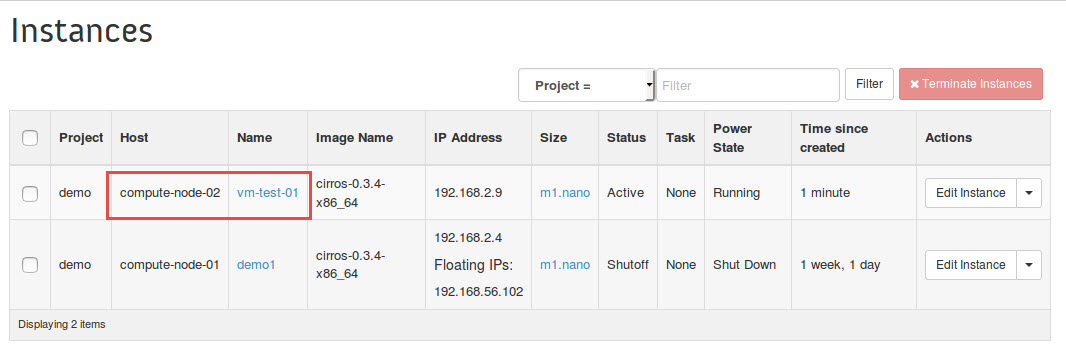 Instances
Project = Filter Filter ✖ Terminate Instances
Project Host Name Image Name IP Address Size Status Task Power State Time since created Actions
demo compute-node-02 vm-test-01 cirros-0.3.4-x86_64 192.168.2.9 m1.nano Active None Running 1 minute Edit Instance
demo compute-node-01 demo1 cirros-0.3.4-x86_64 192.168.2.4 Floating IPs: 192.168.56.102 m1.nano Shutoff None Shut Down 1 week, 1 day Edit Instance
Displaying 2 items